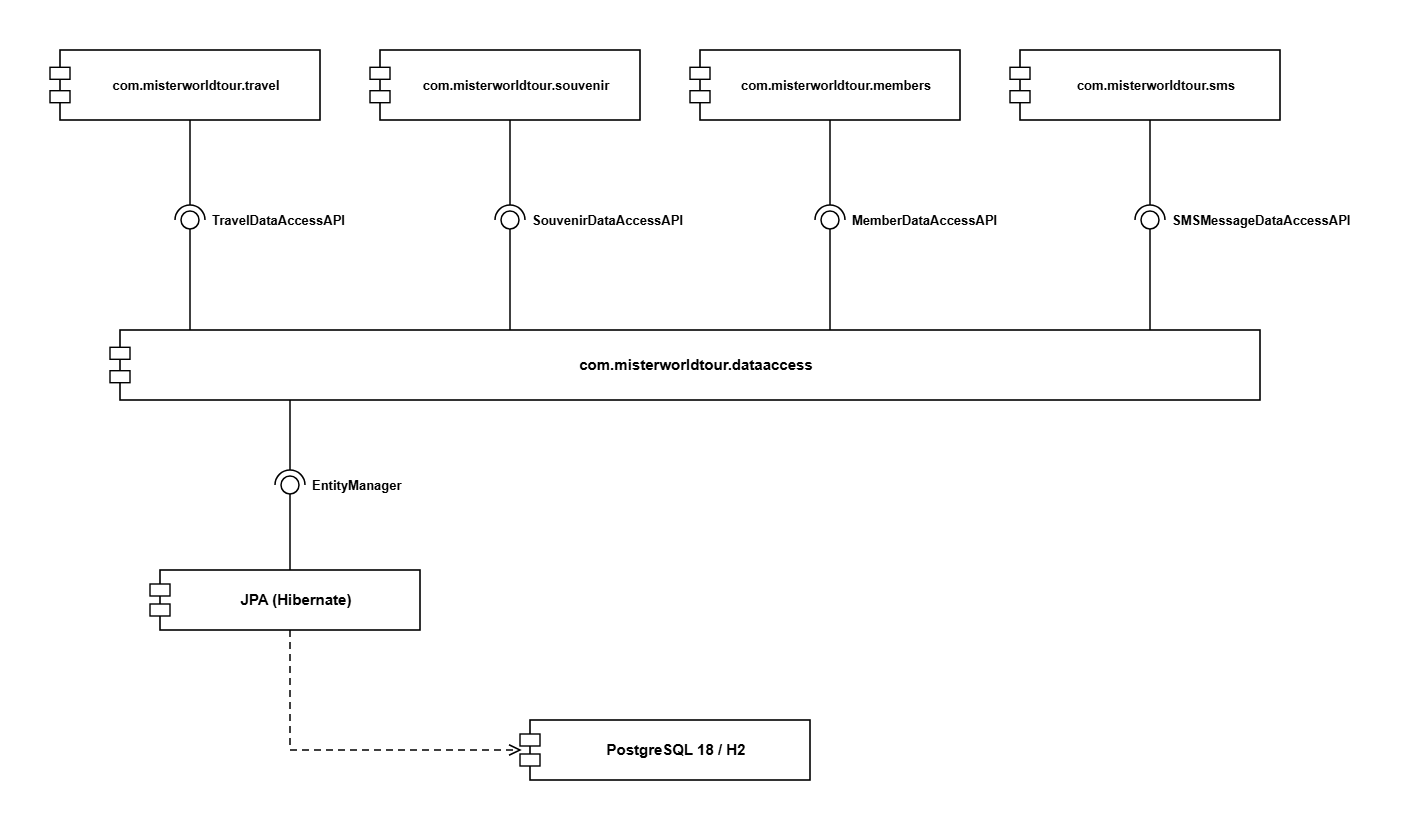 com.misterworldtour.travel
com.misterworldtour.souvenir
com.misterworldtour.members
com.misterworldtour.sms
TravelDataAccessAPI
SouvenirDataAccessAPI
MemberDataAccessAPI
SMSMessageDataAccessAPI
com.misterworldtour.dataaccess
EntityManager
JPA (Hibernate)
PostgreSQL 18 / H2